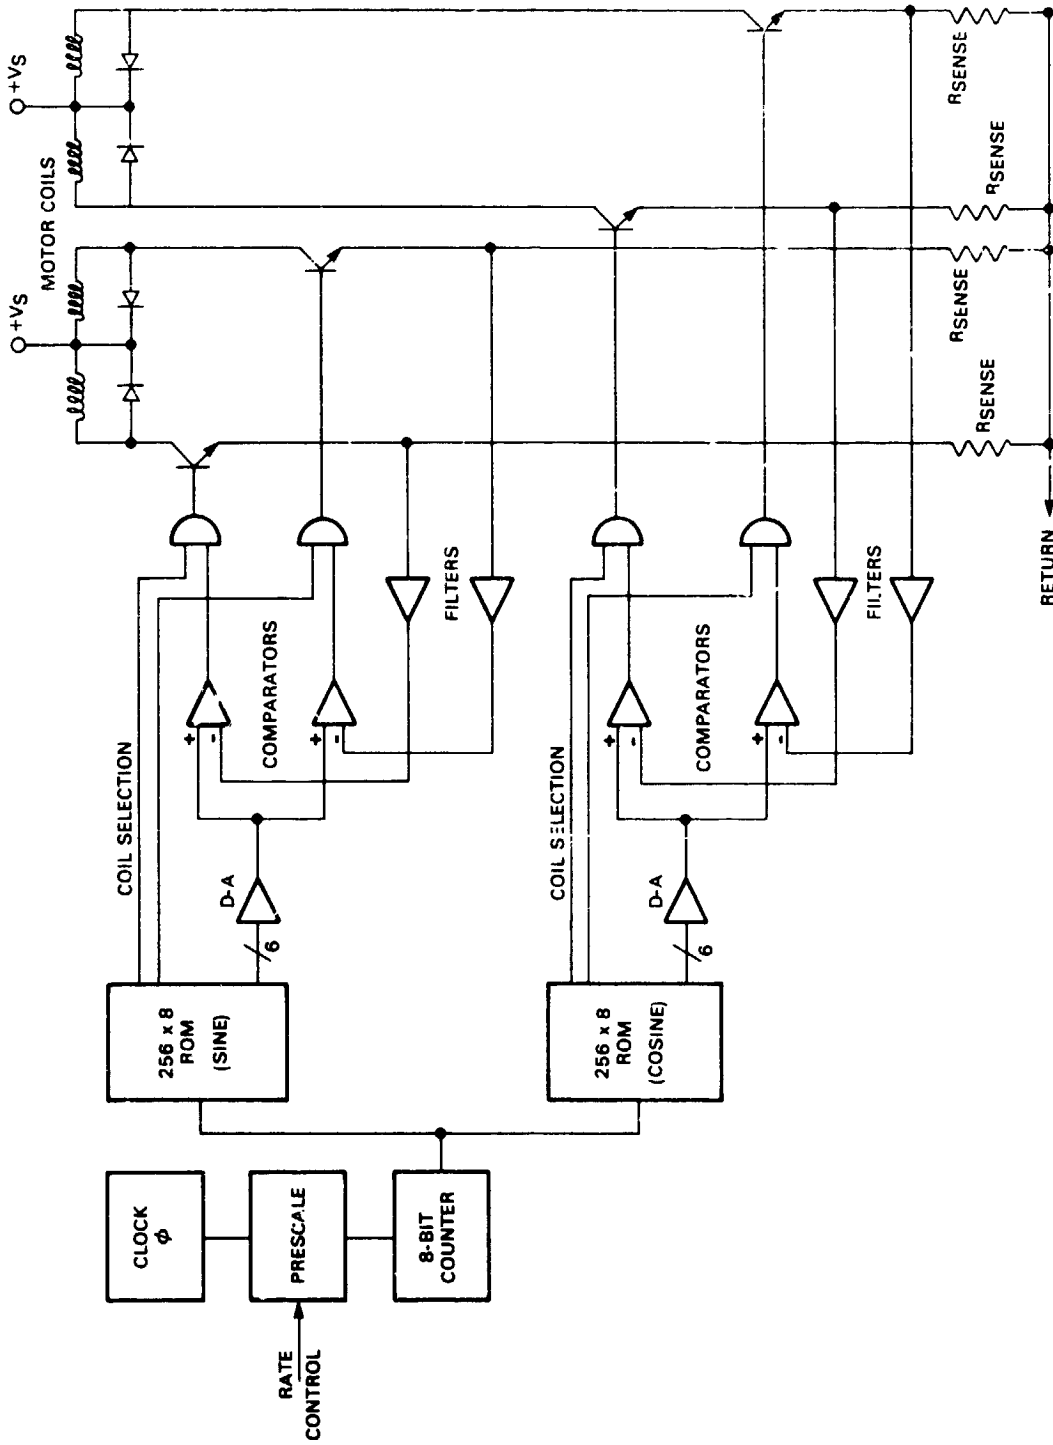 RATE
CONTROL
CLOCK
ϕ
PRESCALE
8-BIT
COUNTER
256 x 8
ROM
(SINE)
256 x 8
ROM
(COSINE)
COIL SELECTION
D-A
6
+
-
+
-
COMPARATORS
FILTERS
COIL SELECTION
D-A
6
+
-
+
-
COMPARATORS
FILTERS
+VS
MOTOR COILS
+VS
RSENSE
RSENSE
RSENSE
RSENSE
RETURN